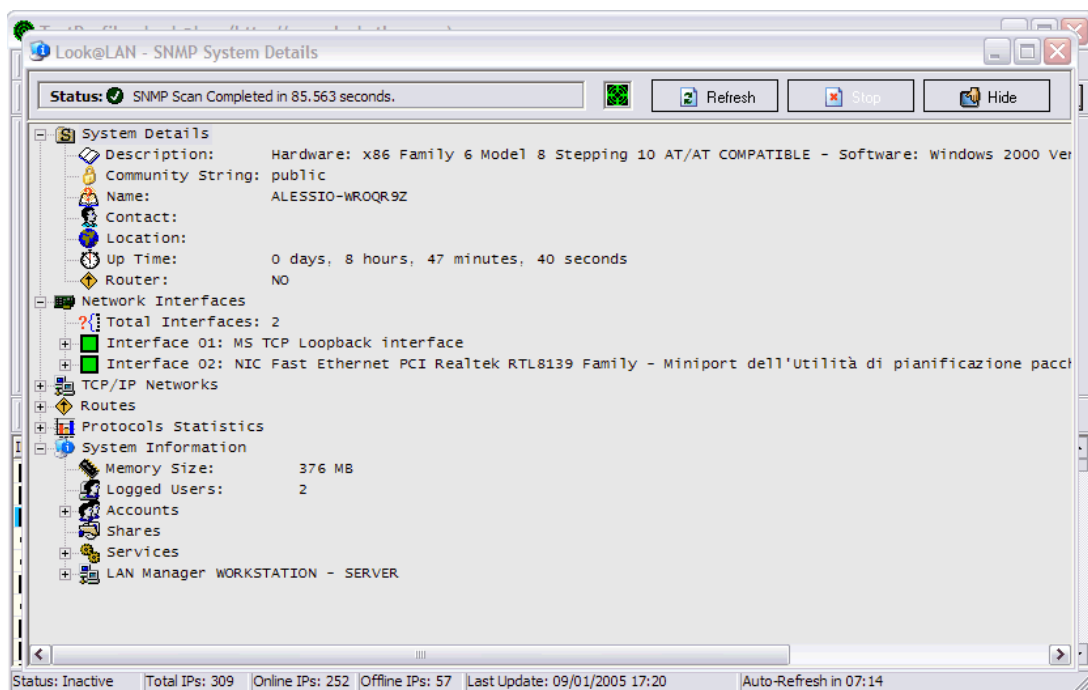 Look@LAN - SNMP System Details
Status: SNMP Scan Completed in 85.563 seconds.
Refresh
Stop
Hide
System Details
Description: Hardware: x86 Family 6 Model 8 Stepping 10 AT/AT COMPATIBLE - Software: Windows 2000 Ver
Community String: public
Name: ALESSIO-WROQR9Z
Contact:
Location:
Up Time: 0 days, 8 hours, 47 minutes, 40 seconds
Router: NO
Network Interfaces
Total Interfaces: 2
Interface 01: MS TCP Loopback interface
Interface 02: NIC Fast Ethernet PCI Realtek RTL8139 Family - Miniport dell'Utilità di pianificazione pacch
TCP/IP Networks
Routes
Protocols Statistics
System Information
Memory Size: 376 MB
Logged Users: 2
Accounts
Shares
Services
LAN Manager WORKSTATION - SERVER
Status: Inactive Total IPs: 309 Online IPs: 252 Offline IPs: 57 Last Update: 09/01/2005 17:20 Auto-Refresh in 07:14